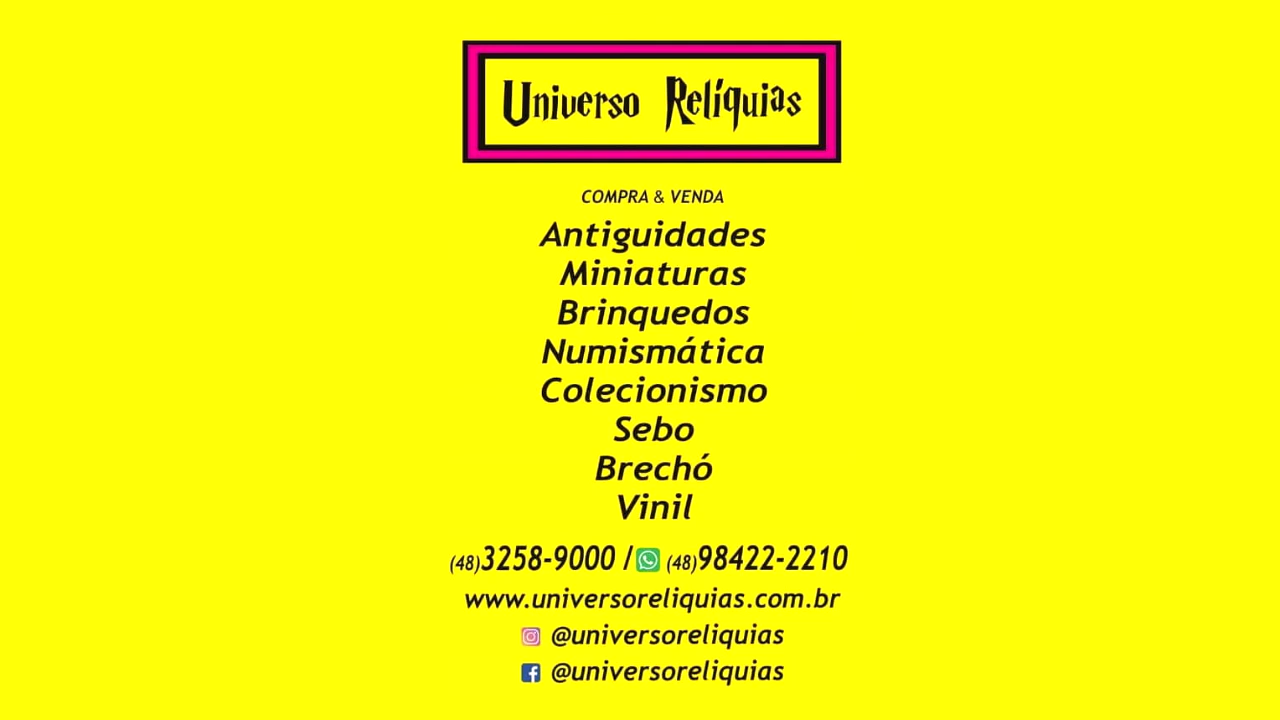 Universo Relíquias
COMPRA & VENDA
Antiguidades
Miniaturas
Brinquedos
Numismática
Colecionismo
Sebo
Brechó
Vinil
(48)3258-9000 / (48)98422-2210
www.universoreliquias.com.br
@universoreliquias
@universoreliquias